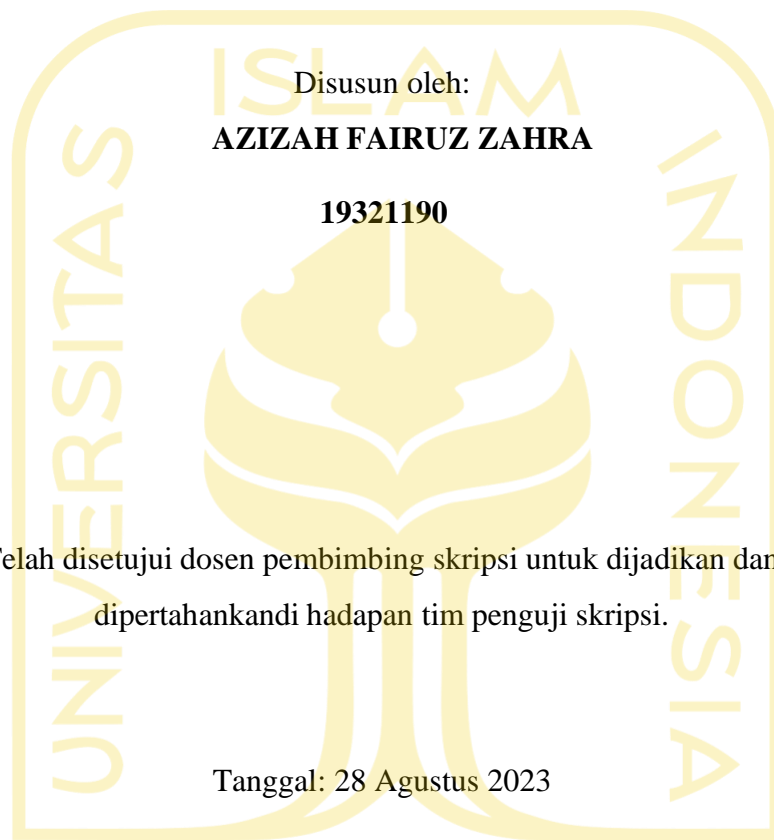 Disusun oleh:
AZIZAH FAIRUZ ZAHRA
19321190
elah disetujui dosen pembimbing skripsi untuk dijadikan dan
dipertahankandi hadapan tim penguji skripsi.
Tanggal: 28 Agustus 2023
UNIVERSITAS
ISLAM
INDONESIA